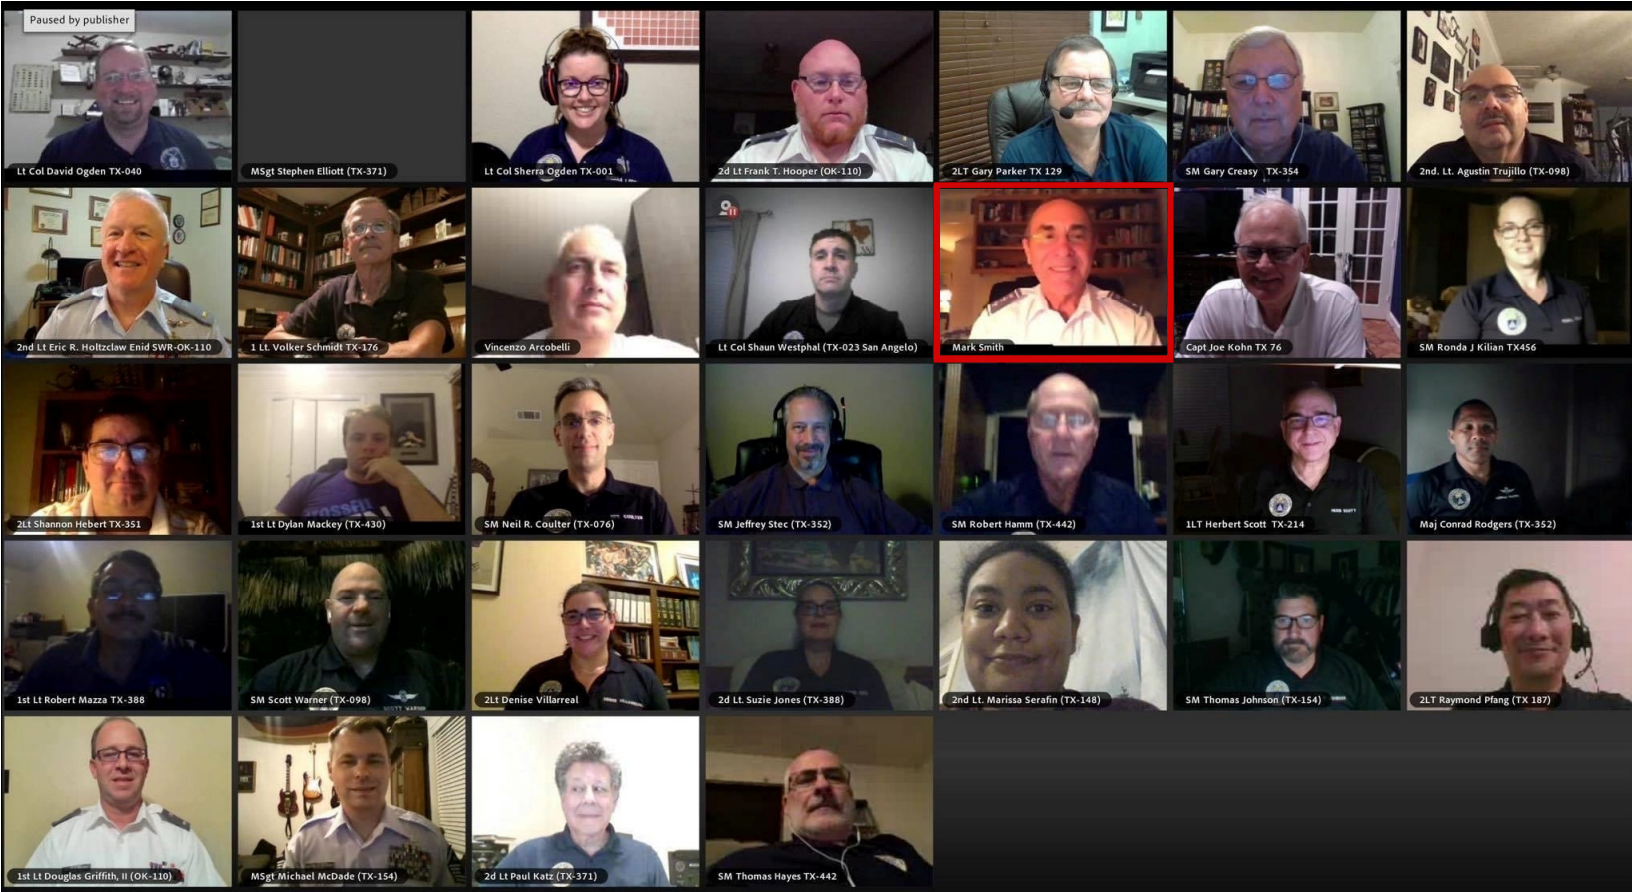 Paused by publisher
Lt Col David Ogden TX-040
MSgt Stephen Elliott (TX-371)
Lt Col Sherra Ogden TX-001
2d Lt Frank T. Hooper (OK-110)
2LT Gary Parker TX 129
SM Gary Creasy TX-354
2nd. Lt. Agustin Trujillo (TX-098)
2nd Lt Eric R. Holtzclaw Enid SWR-OK-110
1 Lt. Volker Schmidt TX-176
Vincenzo Arcobelli
Lt Col Shaun Westphal (TX-023 San Angelo)
Mark Smith
Capt Joe Kohn TX 76
SM Ronda J Kilian TX456
2Lt Shannon Hebert TX-351
1st Lt Dylan Mackey (TX-430)
SM Neil R. Coulter (TX-076)
SM Jeffrey Stec (TX-352)
SM Robert Hamm (TX-442)
1LT Herbert Scott TX-214
Maj Conrad Rodgers (TX-352)
1st Lt Robert Mazza TX-388
SM Scott Warner (TX-098)
2Lt Denise Villarreal
2d Lt. Suzie Jones (TX-388)
2nd Lt. Marissa Serafin (TX-148)
SM Thomas Johnson (TX-154)
2LT Raymond Pfang (TX 187)
1st Lt Douglas Griffith, II (OK-110)
MSgt Michael McDade (TX-154)
2d Lt Paul Katz (TX-371)
SM Thomas Hayes TX-442